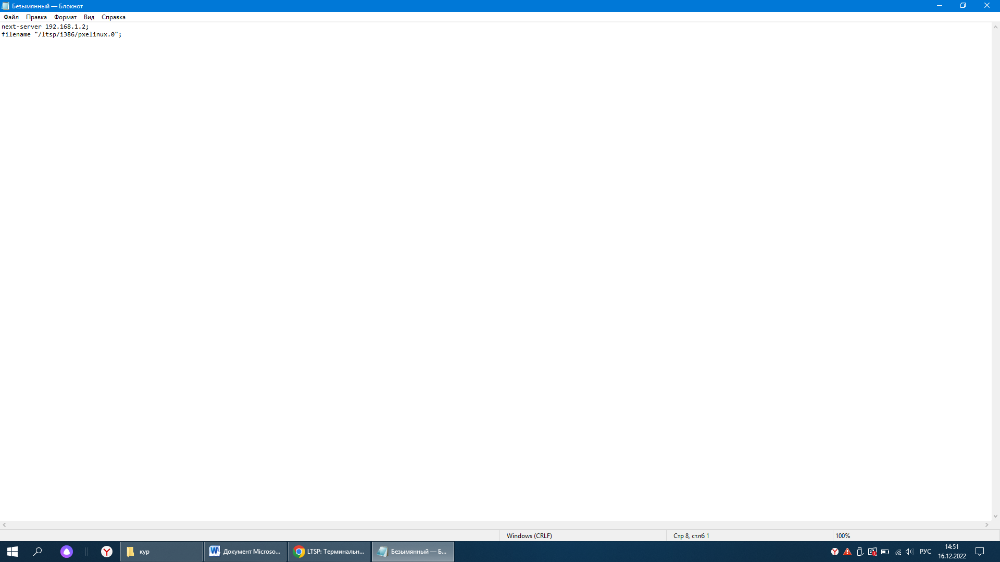 Безымянный — Блокнот
Файл Правка Формат Вид Справка
next-server 192.168.1.2;
filename "/ltsp/i386/pxelinux.0";
Windows (CRLF) Стр 8, стлб 1 100%
кур Документ Microso... LTSP: Терминальн... Безымянный — Б... РУС 14:51
16.12.2022